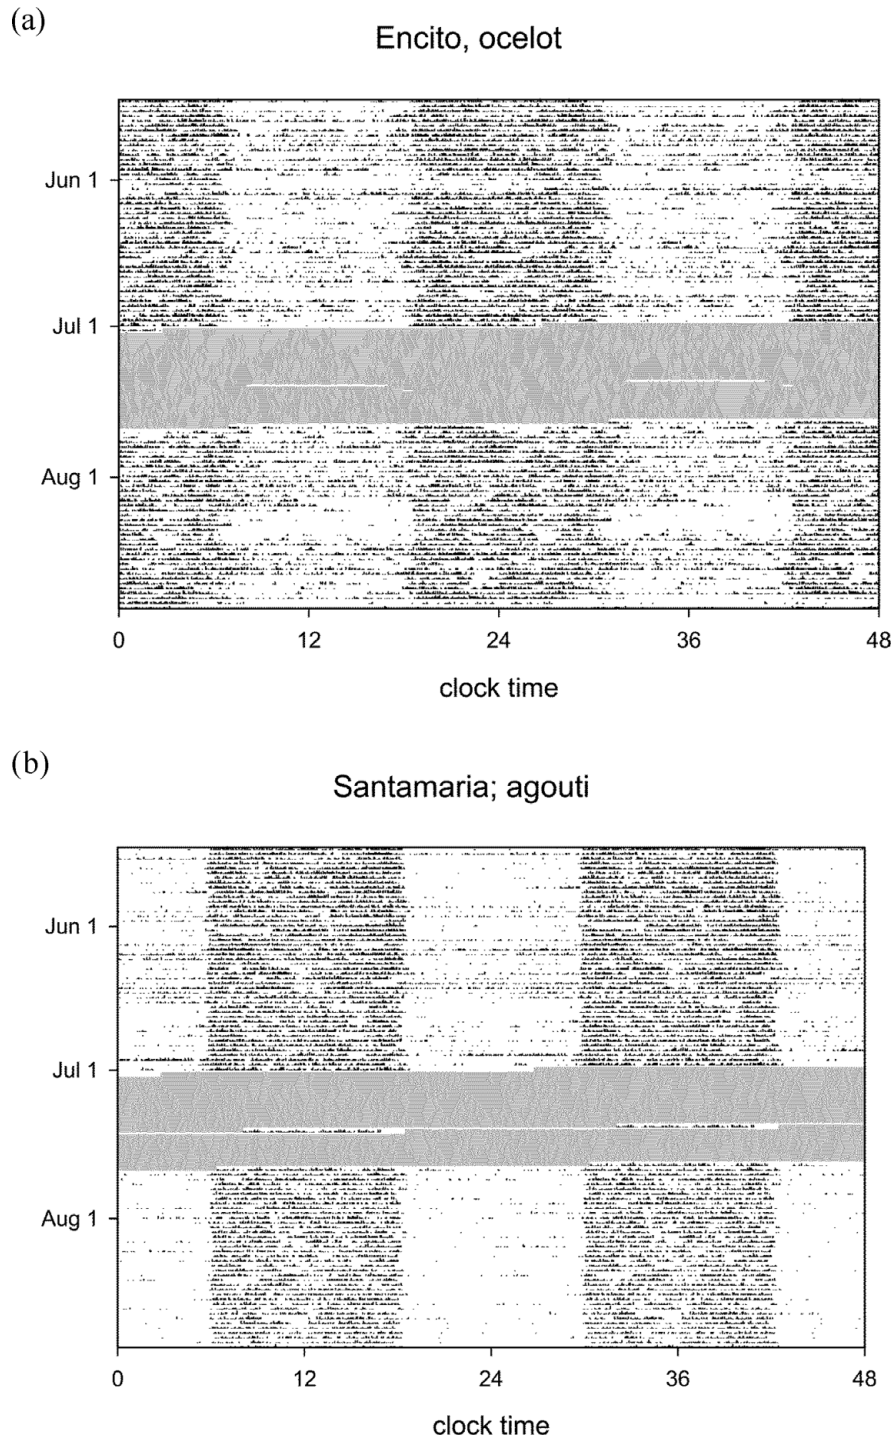 (a)
Encito, ocelot
Jun 1
Jul 1
Aug 1
0 12 24 36 48
clock time
(b)
Santamaria; agouti
Jun 1
Jul 1
Aug 1
0 12 24 36 48
clock time